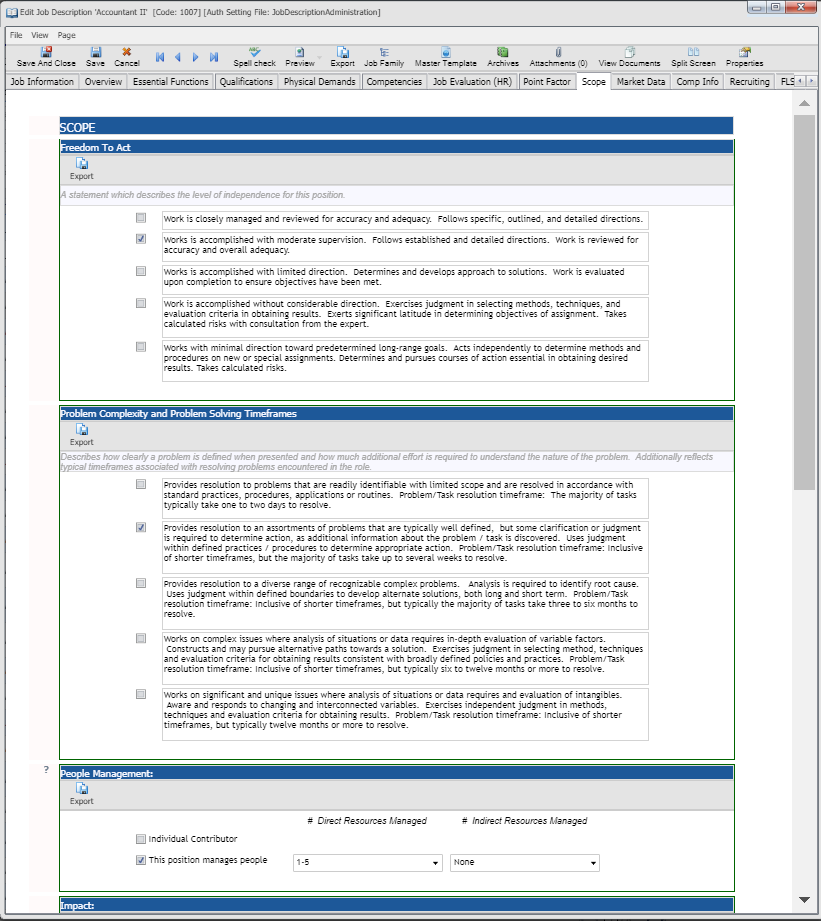 Edit Job Description 'Accountant II' [Code: 1007] [Auth Setting File: JobDescriptionAdministration]
File View Page
Save And Close Save Cancel Spell check Preview Export Job Family Master Template Archives Attachments (0) View Documents Split Screen Properties
Job Information Overview Essential Functions Qualifications Physical Demands Competencies Job Evaluation (HR) Point Factor Scope Market Data Comp Info Recruiting FLS
SCOPE
Freedom To Act
Export
A statement which describes the level of independence for this position.
Work is closely managed and reviewed for accuracy and adequacy. Follows specific, outlined, and detailed directions.
Works is accomplished with moderate supervision. Follows established and detailed directions. Work is reviewed for
accuracy and overall adequacy.
Works is accomplished with limited direction. Determines and develops approach to solutions. Work is evaluated
upon completion to ensure objectives have been met.
Work is accomplished without considerable direction. Exercises judgment in selecting methods, techniques, and
evaluation criteria in obtaining results. Exerts significant latitude in determining objectives of assignment. Takes
calculated risks with consultation from the expert.
Works with minimal direction toward predetermined long-range goals. Acts independently to determine methods and
procedures on new or special assignments. Determines and pursues courses of action essential in obtaining desired
results. Takes calculated risks.
Problem Complexity and Problem Solving Timeframes
Export
Describes how clearly a problem is defined when presented and how much additional effort is required to understand the nature of the problem. Additionally reflects
typical timeframes associated with resolving problems encountered in the role.
Provides resolution to problems that are readily identifiable with limited scope and are resolved in accordance with
standard practices, procedures, applications or routines. Problem/Task resolution timeframe: The majority of tasks
typically take one to two days to resolve.
Provides resolution to an assortments of problems that are typically well defined, but some clarification or judgment
is required to determine action, as additional information about the problem / task is discovered. Uses judgment
within defined practices / procedures to determine appropriate action. Problem/Task resolution timeframe: Inclusive
of shorter timeframes, but the majority of tasks take up to several weeks to resolve.
Provides resolution to a diverse range of recognizable complex problems. Analysis is required to identify root cause.
Uses judgment within defined boundaries to develop alternate solutions, both long and short term. Problem/Task
resolution timeframe: Inclusive of shorter timeframes, but typically the majority of tasks take three to six months to
resolve.
Works on complex issues where analysis of situations or data requires in-depth evaluation of variable factors.
Constructs and may pursue alternative paths towards a solution. Exercises judgment in selecting method, techniques
and evaluation criteria for obtaining results consistent with broadly defined policies and practices. Problem/Task
resolution timeframe: Inclusive of shorter timeframes, but typically six to twelve months or more to resolve.
Works on significant and unique issues where analysis of situations or data requires and evaluation of intangibles.
Aware and responds to changing and interconnected variables. Exercises independent judgment in methods,
techniques and evaluation criteria for obtaining results. Problem/Task resolution timeframe: Inclusive of shorter
timeframes, but typically twelve months or more to resolve.
?
People Management:
Export
# Direct Resources Managed # Indirect Resources Managed
Individual Contributor
This position manages people 1-5 None
Impact: